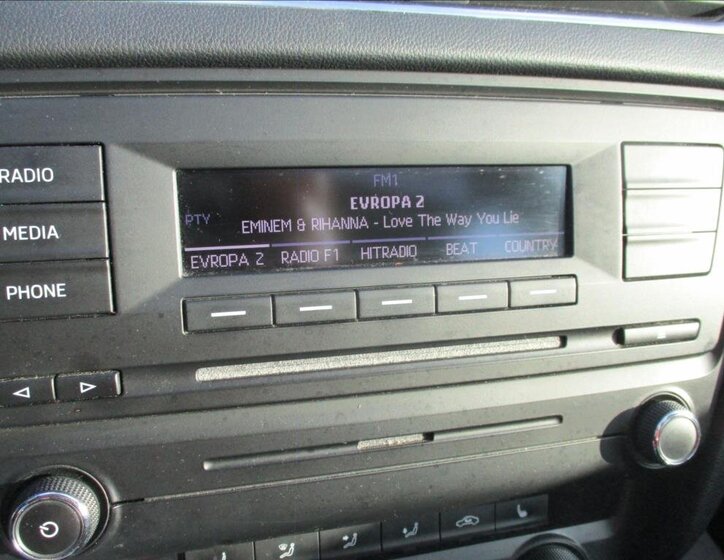 RADIO
MEDIA
PHONE
FM1
EVROPA 2
PTY
EMINEM & RIHANNA - Love The Way You Lie
EVROPA 2 RADIO F1 HITRADIO BEAT COUNTRY